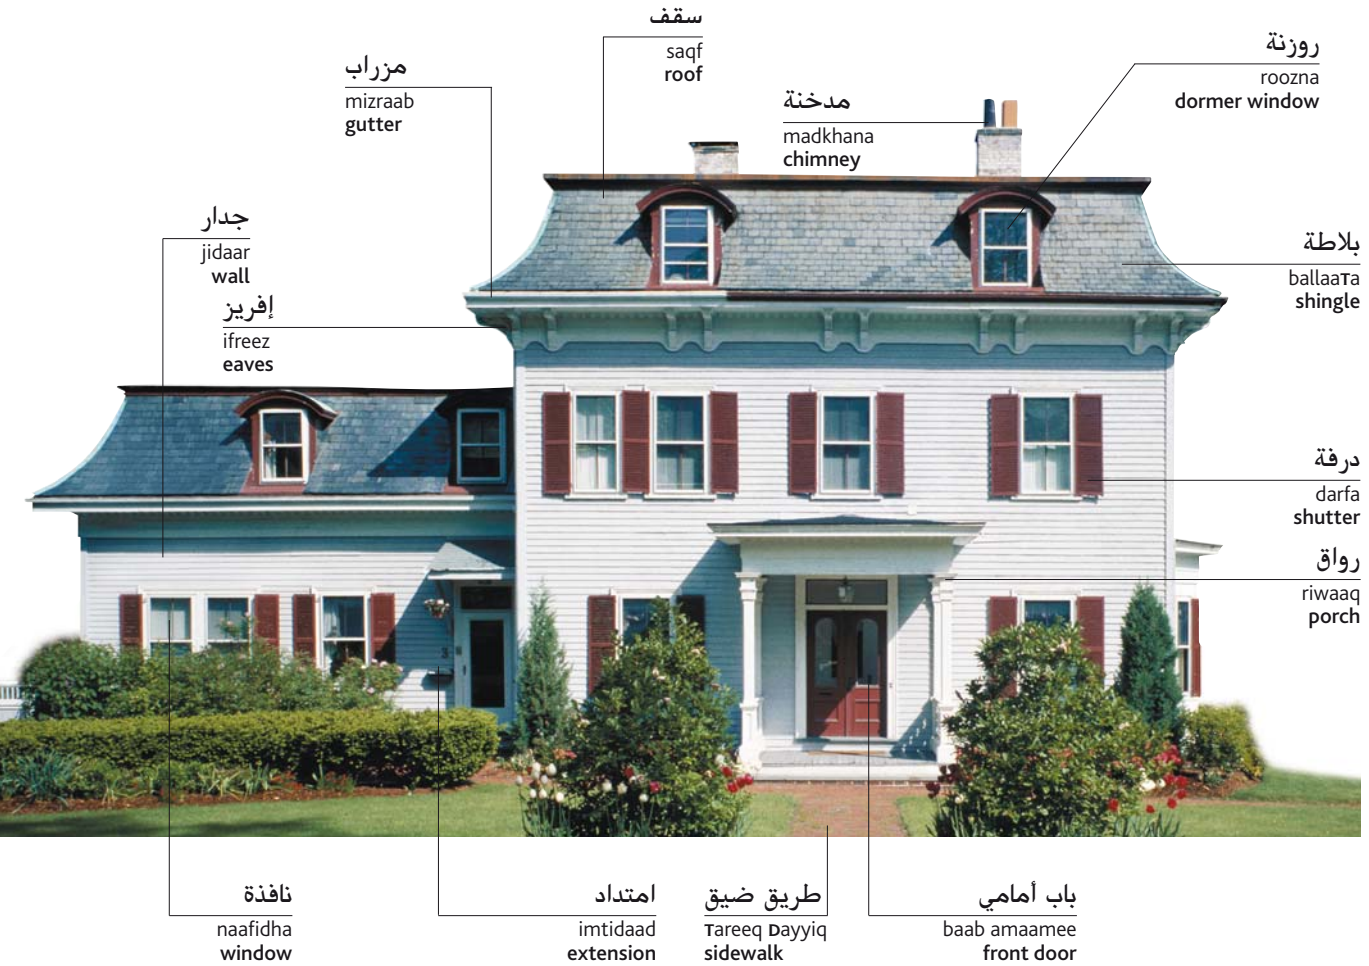 سقف
saqf
roof
روزنة
roozna
dormer window
مزراب
mizraab
gutter
مدخنة
madkhana
chimney
جدار
jidaar
wall
بلاطة
ballaaTa
shingle
إفريز
ifreez
eaves
درفة
darfa
shutter
رواق
riwaaq
porch
نافذة
naafidha
window
امتداد
imtidaad
extension
طريق ضيق
Tareeq Dayyiq
sidewalk
باب أمامي
baab amaamee
front door
3